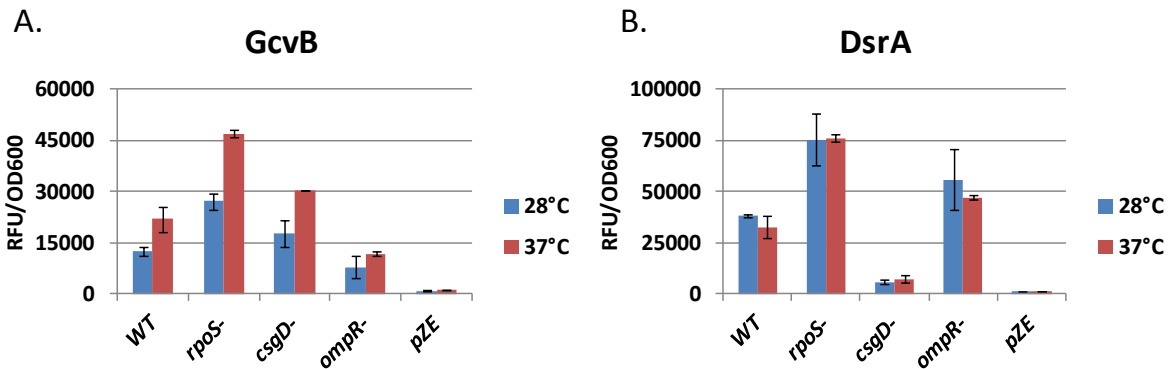 A.
GcvB
RFU/OD600
60000
45000
30000
15000
0
WT
rpoS-
csgD-
ompR-
pZE
28°C
37°C
B.
DsrA
RFU/OD600
100000
75000
50000
25000
0
WT
rpoS-
csgD-
ompR-
pZE
28°C
37°C